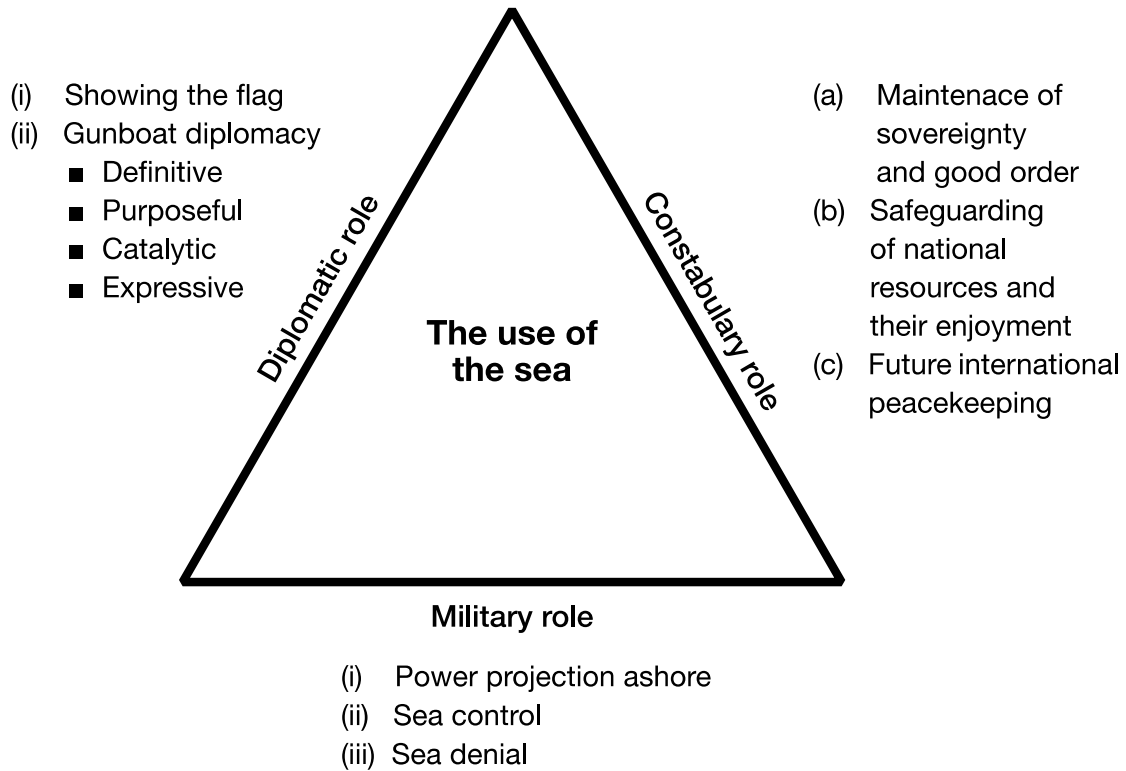 (i) Showing the flag
(ii) Gunboat diplomacy
■ Definitive
■ Purposeful
■ Catalytic
■ Expressive
Diplomatic role
The use of
the sea
Constabulary role
(a) Maintenace of
sovereignty
and good order
(b) Safeguarding
of national
resources and
their enjoyment
(c) Future international
peacekeeping
Military role
(i) Power projection ashore
(ii) Sea control
(iii) Sea denial